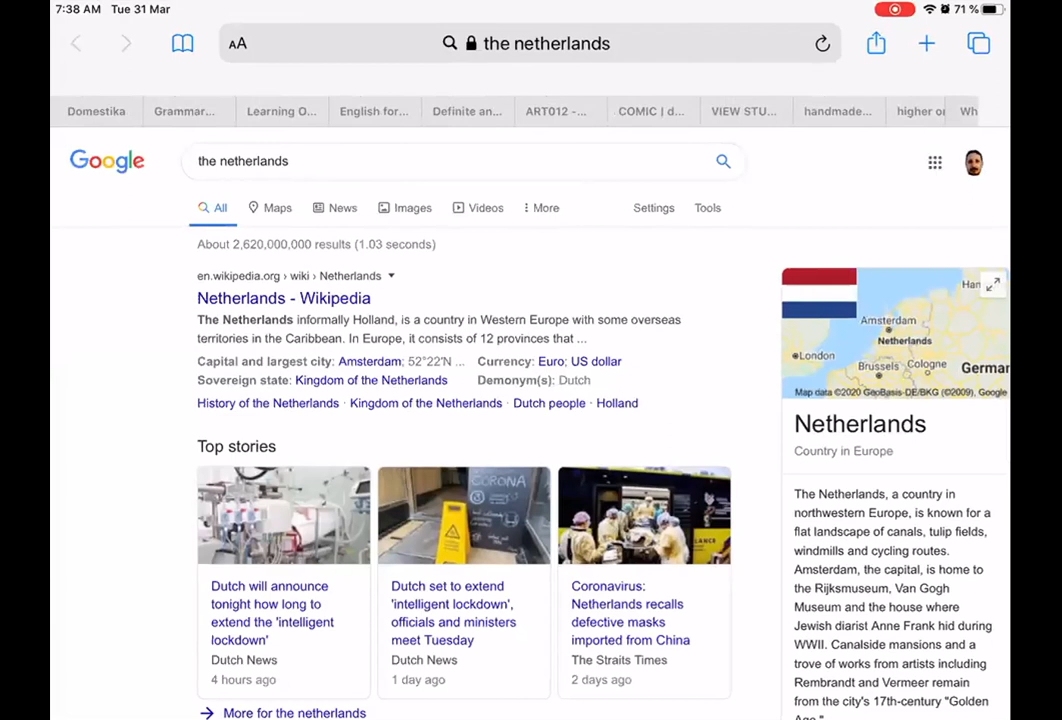 7:38 AM Tue 31 Mar
71 %
AA
the netherlands
Domestika
Grammar...
Learning O...
English for...
Definite an...
ART012 -...
COMIC | d...
VIEW STU...
handmade...
higher or
Wh
Google
the netherlands
All
Maps
News
Images
Videos
More
Settings
Tools
About 2,620,000,000 results (1.03 seconds)
en.wikipedia.org › wiki › Netherlands
Netherlands - Wikipedia
The Netherlands informally Holland, is a country in Western Europe with some overseas
territories in the Caribbean. In Europe, it consists of 12 provinces that ...
Capital and largest city: Amsterdam; 52°22′N ...
Currency: Euro; US dollar
Sovereign state: Kingdom of the Netherlands
Demonym(s): Dutch
History of the Netherlands · Kingdom of the Netherlands · Dutch people · Holland
Top stories
CORONA
Dutch will announce
tonight how long to
extend the 'intelligent
lockdown'
Dutch News
4 hours ago
Dutch set to extend
'intelligent lockdown',
officials and ministers
meet Tuesday
Dutch News
1 day ago
Coronavirus:
Netherlands recalls
defective masks
imported from China
The Straits Times
2 days ago
More for the netherlands
Han
Amsterdam
Netherlands
London
Brussels
Cologne
German
Map data ©2020 GeoBasis-DE/BKG (©2009), Google
Netherlands
Country in Europe
The Netherlands, a country in
northwestern Europe, is known for a
flat landscape of canals, tulip fields,
windmills and cycling routes.
Amsterdam, the capital, is home to
the Rijksmuseum, Van Gogh
Museum and the house where
Jewish diarist Anne Frank hid during
WWII. Canalside mansions and a
trove of works from artists including
Rembrandt and Vermeer remain
from the city's 17th-century "Golden
Age."